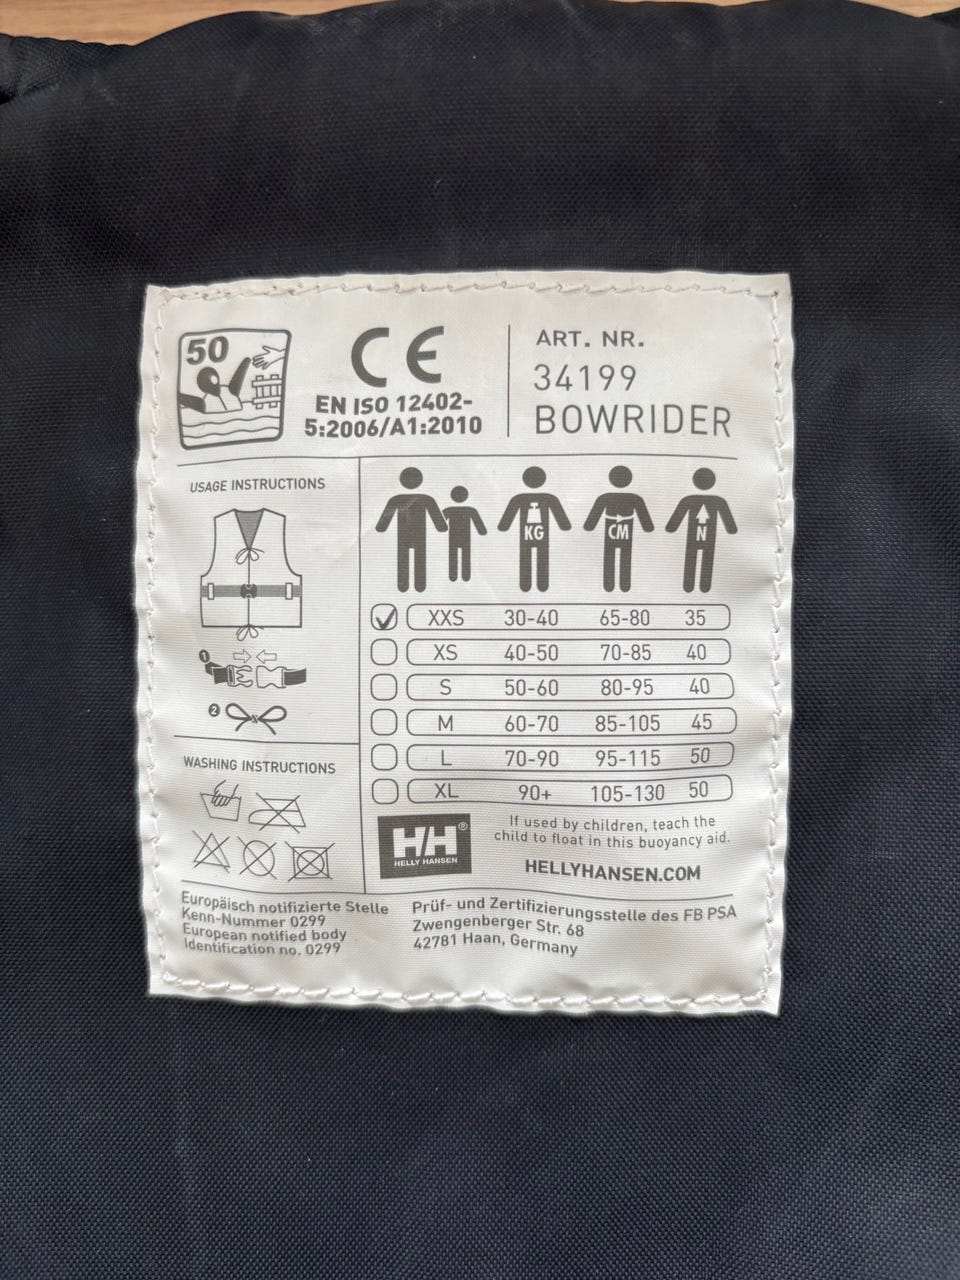 50
CE
EN ISO 12402-
5:2006/A1:2010
ART. NR.
34199
BOWRIDER
USAGE INSTRUCTIONS
1
2
KG
CM
N
XXS 30-40 65-80 35
XS 40-50 70-85 40
S 50-60 80-95 40
M 60-70 85-105 45
L 70-90 95-115 50
XL 90+ 105-130 50
WASHING INSTRUCTIONS
H/H®
HELLY HANSEN
If used by children, teach the
child to float in this buoyancy aid.
HELLYHANSEN.COM
Europäisch notifizierte Stelle
Kenn-Nummer 0299
European notified body
Identification no. 0299
Prüf- und Zertifizierungsstelle des FB PSA
Zwengenberger Str. 68
42781 Haan, Germany